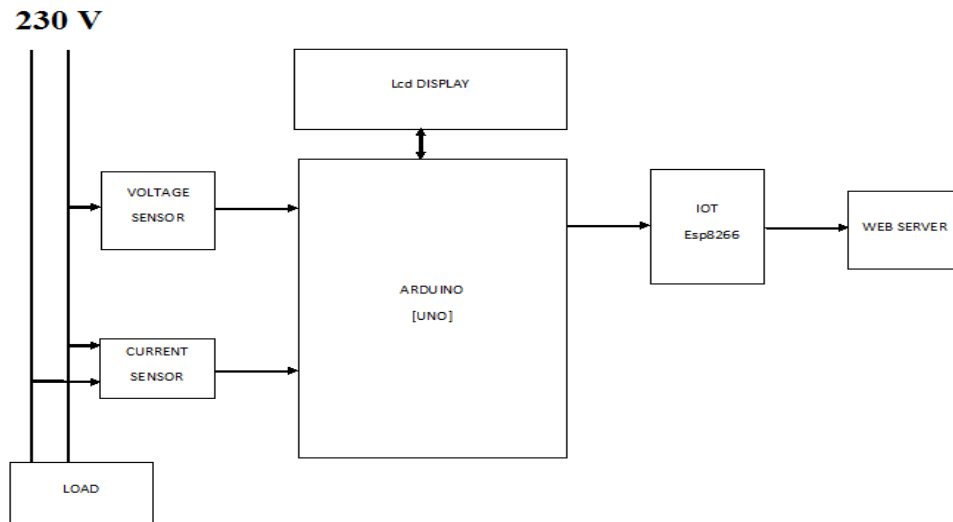 230 V
Lcd DISPLAY
VOLTAGE
SENSOR
IOT
Esp8266
WEB SERVER
ARDUINO
[UNO]
CURRENT
SENSOR
LOAD